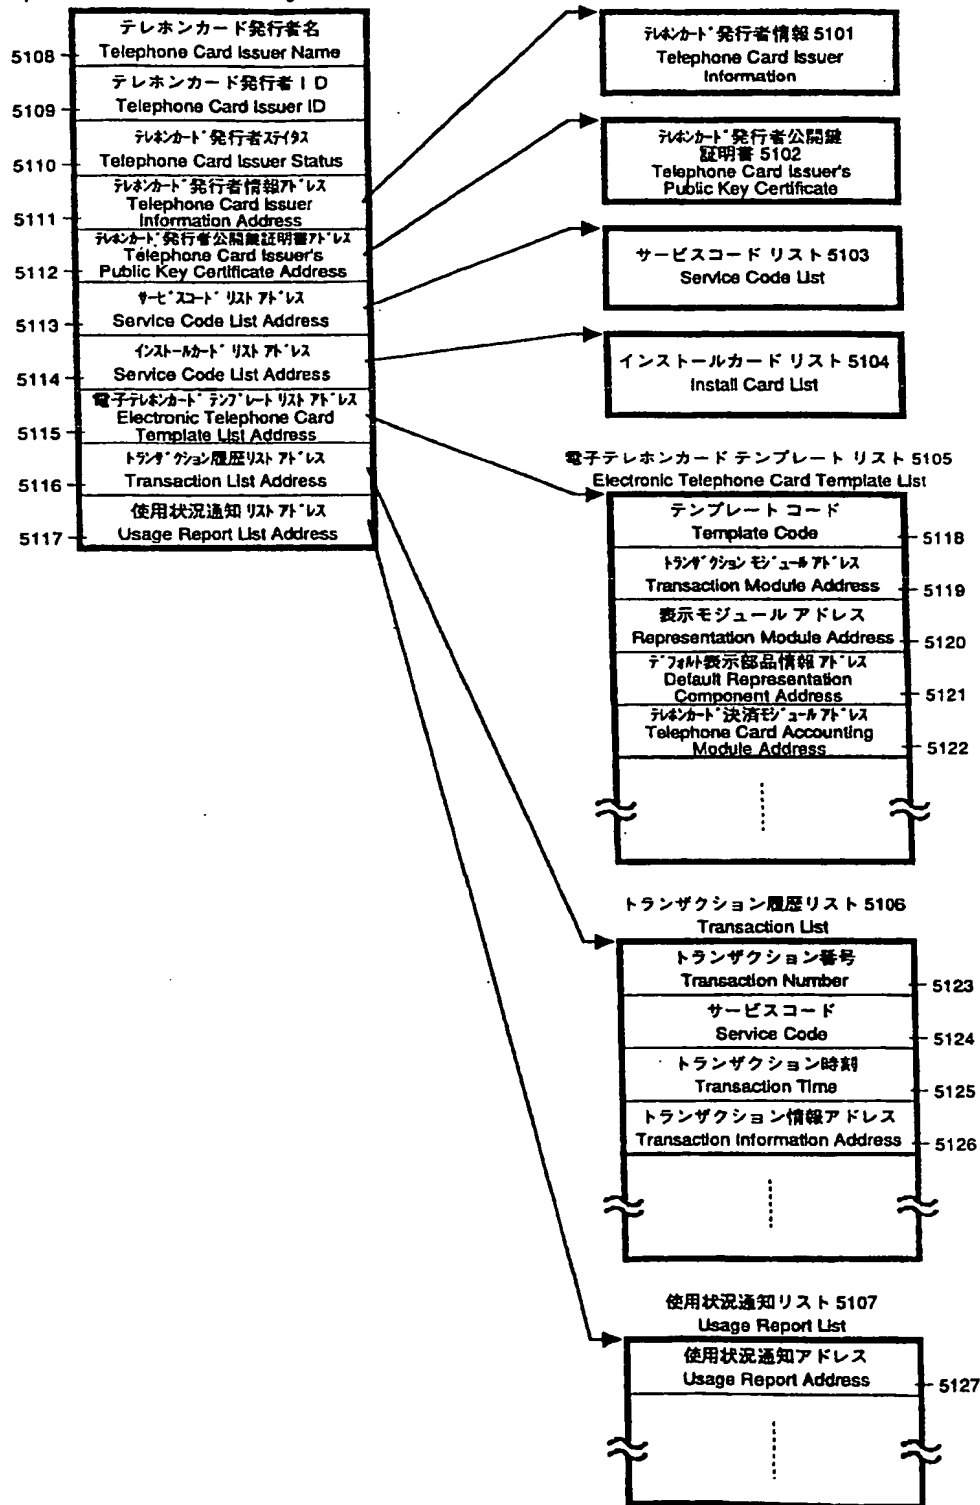 テレホンカード発行者名
5108
Telephone Card Issuer Name
テレホンカード発行者ID
5109
Telephone Card Issuer ID
テレホンカード発行者ステイタス
5110
Telephone Card Issuer Status
テレホンカード発行者情報アドレス
Telephone Card Issuer
5111
Information Address
テレホンカード発行者公開鍵証明書アドレス
Telephone Card Issuer's
5112
Public Key Certificate Address
サービスコード リスト アドレス
5113
Service Code List Address
インストールカード リスト アドレス
5114
Service Code List Address
電子テレホンカード テンプレート リスト アドレス
Electronic Telephone Card
5115
Template List Address
トランザクション履歴リスト アドレス
5116
Transaction List Address
使用状況通知 リスト アドレス
5117
Usage Report List Address
テレホンカード発行者情報 5101
Telephone Card Issuer
Information
テレホンカード発行者公開鍵
証明書 5102
Telephone Card Issuer's
Public Key Certificate
サービスコード リスト 5103
Service Code List
インストールカード リスト 5104
Install Card List
電子テレホンカード テンプレート リスト 5105
Electronic Telephone Card Template List
テンプレート コード
Template Code
5118
トランザクション モジュール アドレス
Transaction Module Address
5119
表示モジュール アドレス
Representation Module Address
5120
デフォルト表示部品情報 アドレス
Default Representation
Component Address
5121
テレホンカード決済モジュール アドレス
Telephone Card Accounting
Module Address
5122
トランザクション履歴リスト 5106
Transaction List
トランザクション番号
Transaction Number
5123
サービスコード
Service Code
5124
トランザクション時刻
Transaction Time
5125
トランザクション情報アドレス
Transaction Information Address
5126
使用状況通知リスト 5107
Usage Report List
使用状況通知アドレス
Usage Report Address
5127